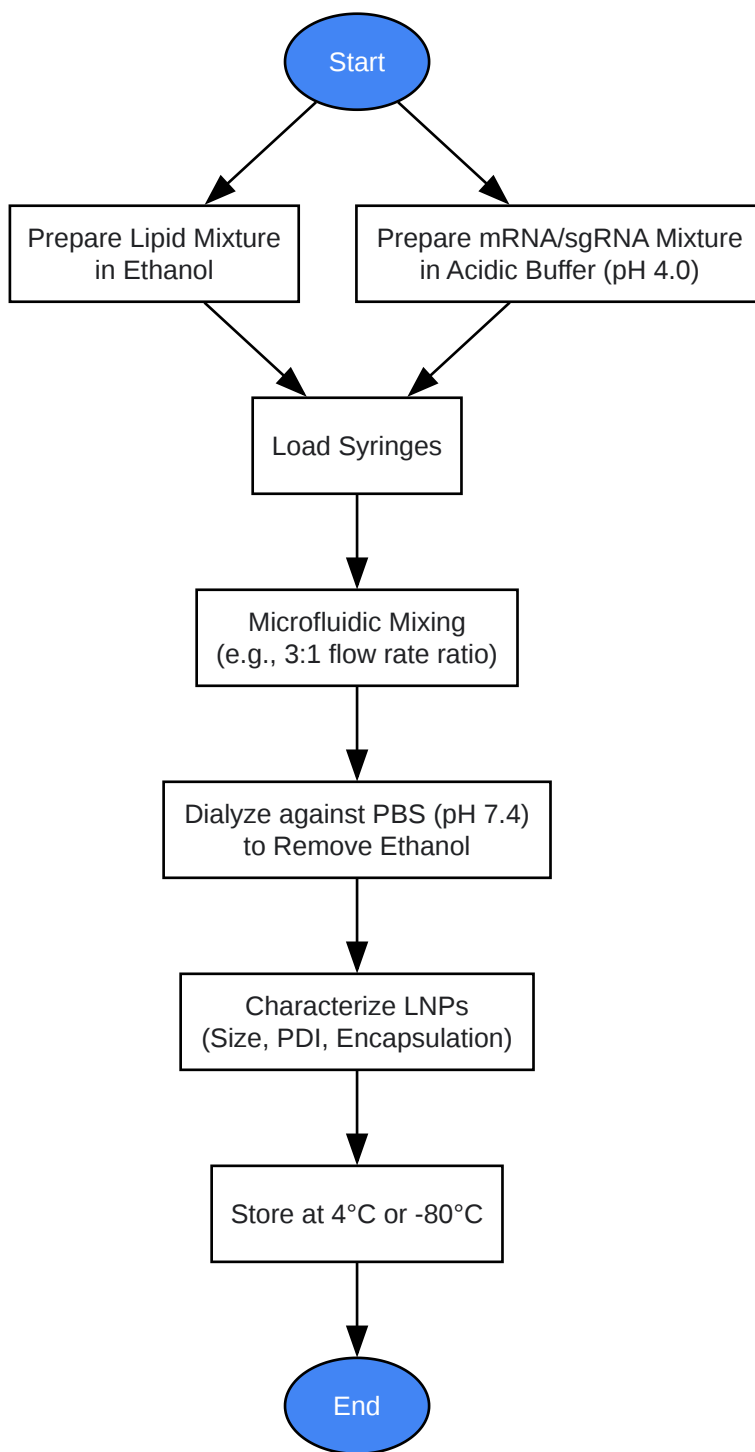 Start
Prepare Lipid Mixture
in Ethanol
Prepare mRNA/sgRNA Mixture
in Acidic Buffer (pH 4.0)
Load Syringes
Microfluidic Mixing
(e.g., 3:1 flow rate ratio)
Dialyze against PBS (pH 7.4)
to Remove Ethanol
Characterize LNPs
(Size, PDI, Encapsulation)
Store at 4°C or -80°C
End